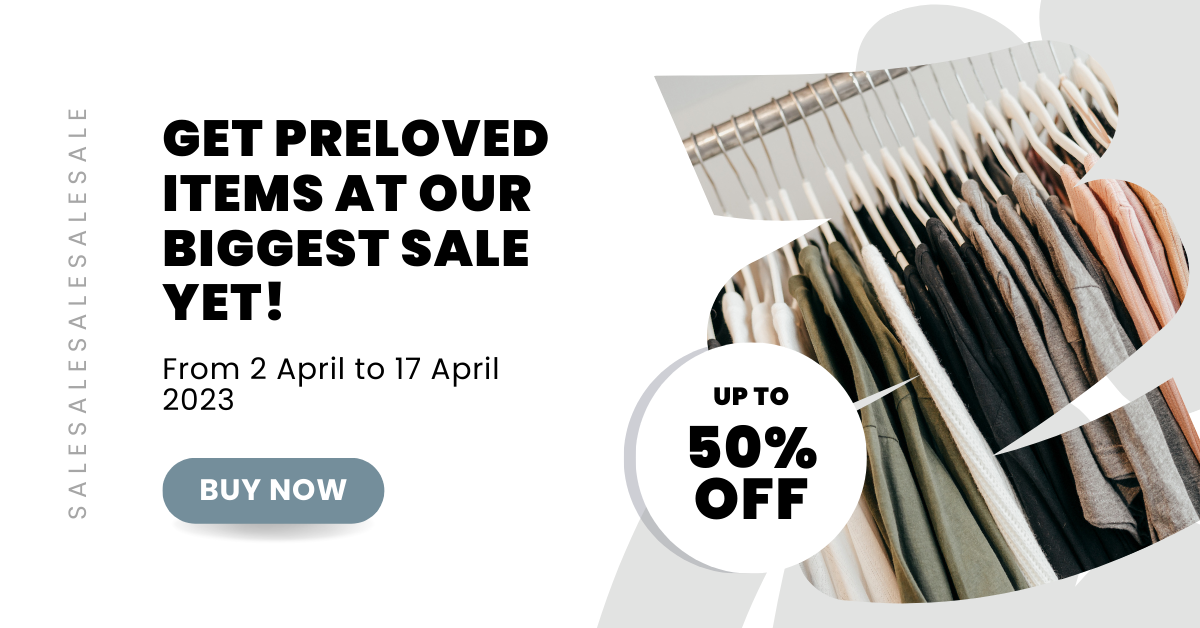 SALESALESALESALESALESALE
GET PRELOVED
ITEMS AT OUR
BIGGEST SALE
YET!
From 2 April to 17 April
2023
BUY NOW
UP TO
50%
OFF